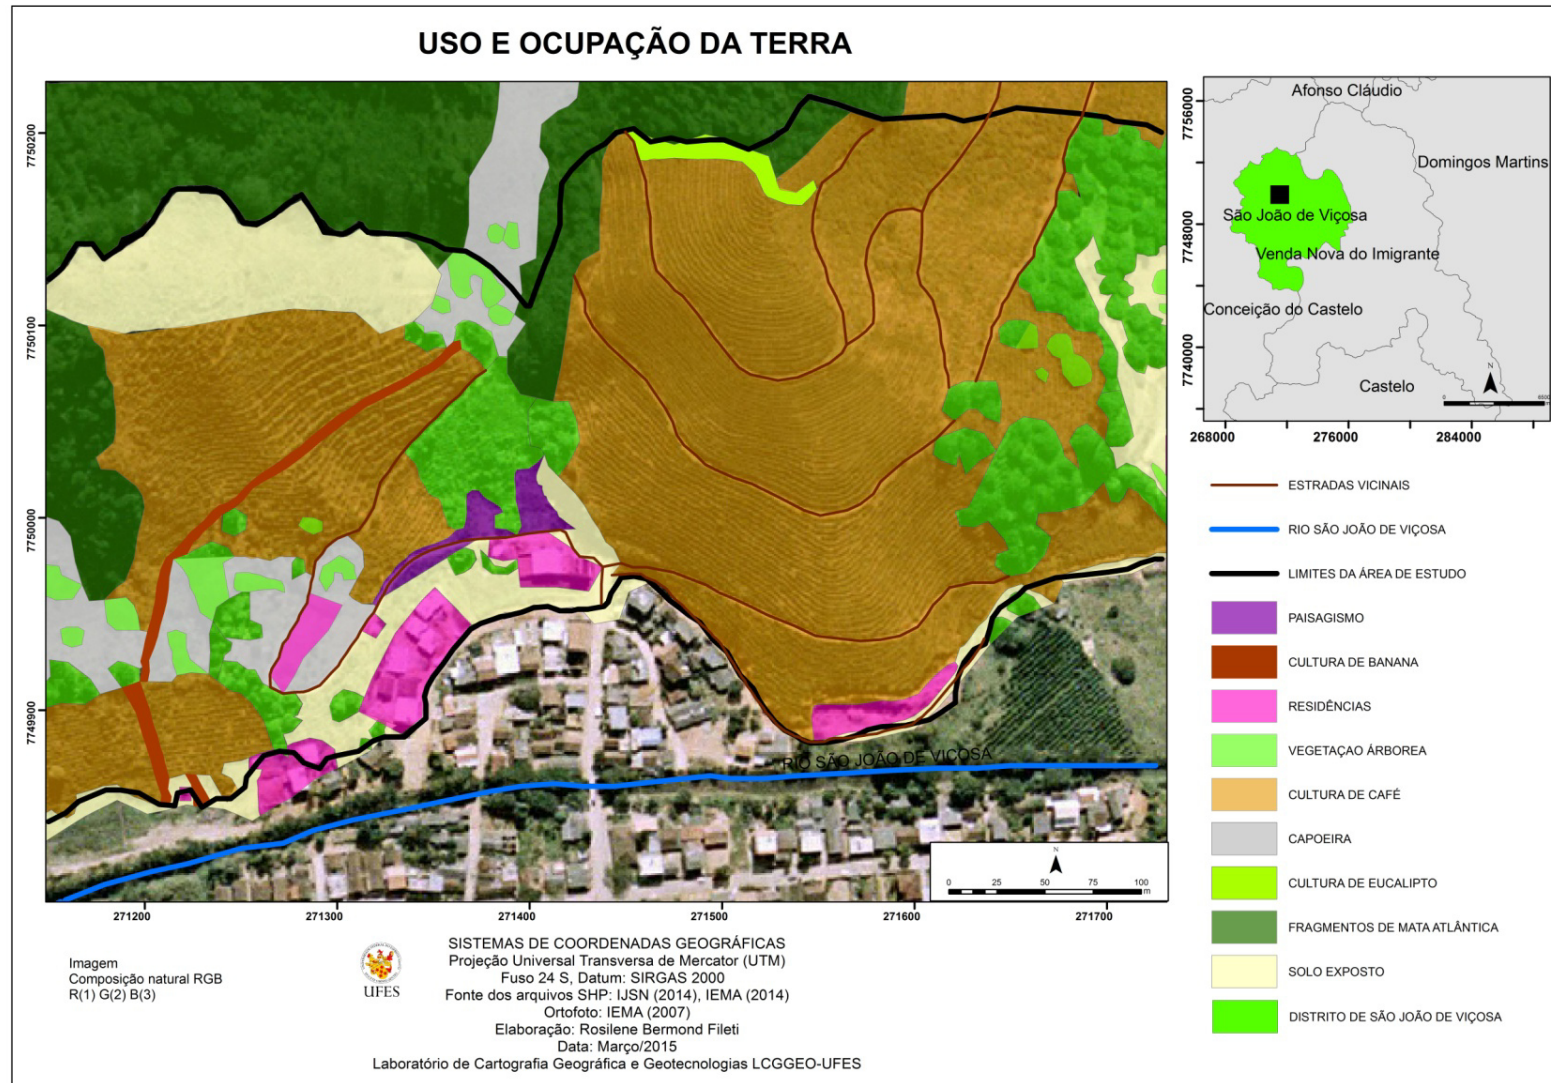 USO E OCUPAÇÃO DA TERRA
7750200
7750100
7750000
7749900
271200
271300
271400
271500
271600
271700
RIO SÃO JOÃO DE VIÇOSA
N
0 25 50 75 100
m
Afonso Cláudio
Domingos Martins
São João de Viçosa
Venda Nova do Imigrante
Conceição do Castelo
Castelo
N
0
m
7756000
7748000
7740000
268000
276000
284000
ESTRADAS VICINAIS
RIO SÃO JOÃO DE VIÇOSA
LIMITES DA ÁREA DE ESTUDO
PAISAGISMO
CULTURA DE BANANA
RESIDÊNCIAS
VEGETAÇAO ÁRBOREA
CULTURA DE CAFÉ
CAPOEIRA
CULTURA DE EUCALIPTO
FRAGMENTOS DE MATA ATLÂNTICA
SOLO EXPOSTO
DISTRITO DE SÃO JOÃO DE VIÇOSA
Imagem
Composição natural RGB
R(1) G(2) B(3)
UFES
SISTEMAS DE COORDENADAS GEOGRÁFICAS
Projeção Universal Transversa de Mercator (UTM)
Fuso 24 S, Datum: SIRGAS 2000
Fonte dos arquivos SHP: IJSN (2014), IEMA (2014)
Ortofoto: IEMA (2007)
Elaboração: Rosilene Bermond Fileti
Data: Março/2015
Laboratório de Cartografia Geográfica e Geotecnologias LCGGEO-UFES